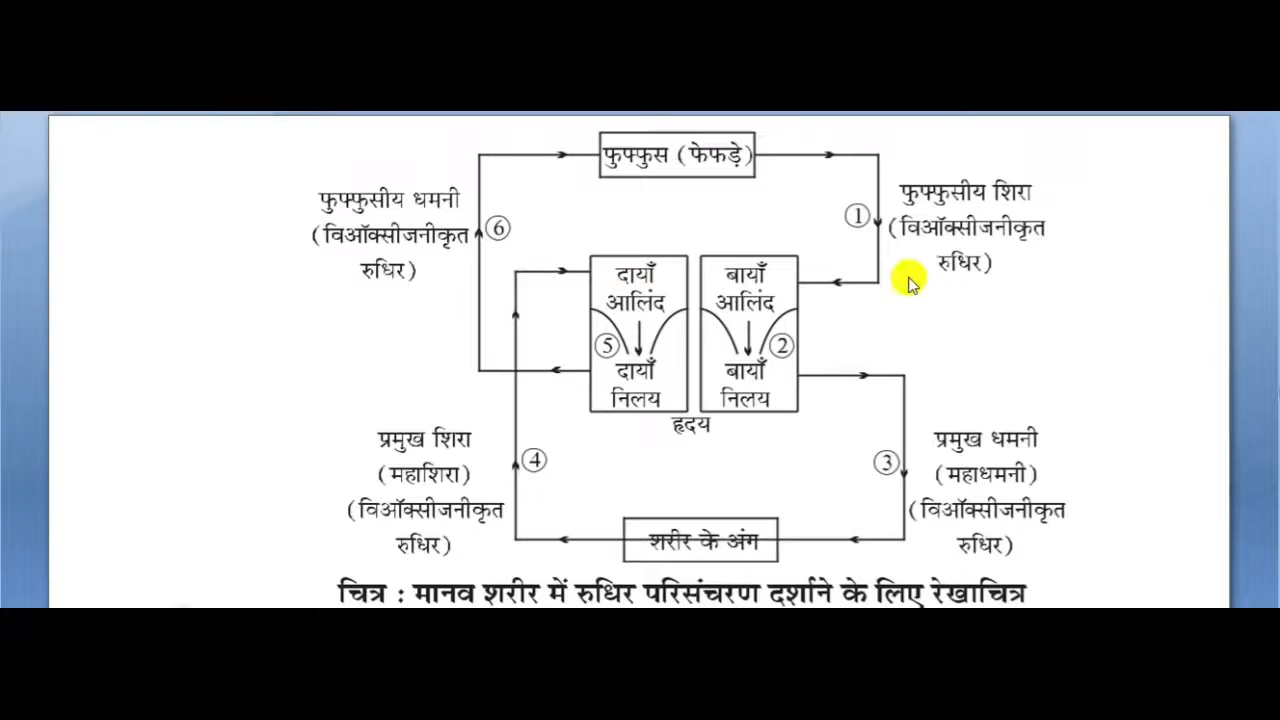 फुफ्फुस (फेफड़े)
फुफ्फुसीय धमनी
(विऑक्सीजनीकृत
रुधिर)
⑥
①
फुफ्फुसीय शिरा
(विऑक्सीजनीकृत
रुधिर)
दायाँ
आलिंद
⑤
दायाँ
निलय
बायाँ
आलिंद
②
बायाँ
निलय
हृदय
प्रमुख शिरा
(महाशिरा)
(विऑक्सीजनीकृत
रुधिर)
④
③
प्रमुख धमनी
(महाधमनी)
(विऑक्सीजनीकृत
रुधिर)
शरीर के अंग
चित्र : मानव शरीर में रुधिर परिसंचरण दर्शाने के लिए रेखाचित्र